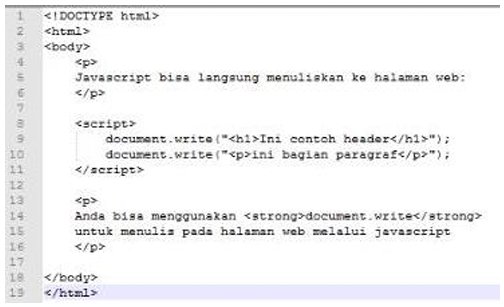 1 <!DOCTYPE html>
2 <html>
3 <body>
4 <p>
5 Javascript bisa langsung menuliskan ke halaman web:
6 </p>
7
8 <script>
9 document.write("<h1>Ini contoh header</h1>");
10 document.write("<p>ini bagian paragraf</p>");
11 </script>
12
13 <p>
14 Anda bisa menggunakan <strong>document.write</strong>
15 untuk menulis pada halaman web melalui javascript
16 </p>
17
18 </body>
19 </html>